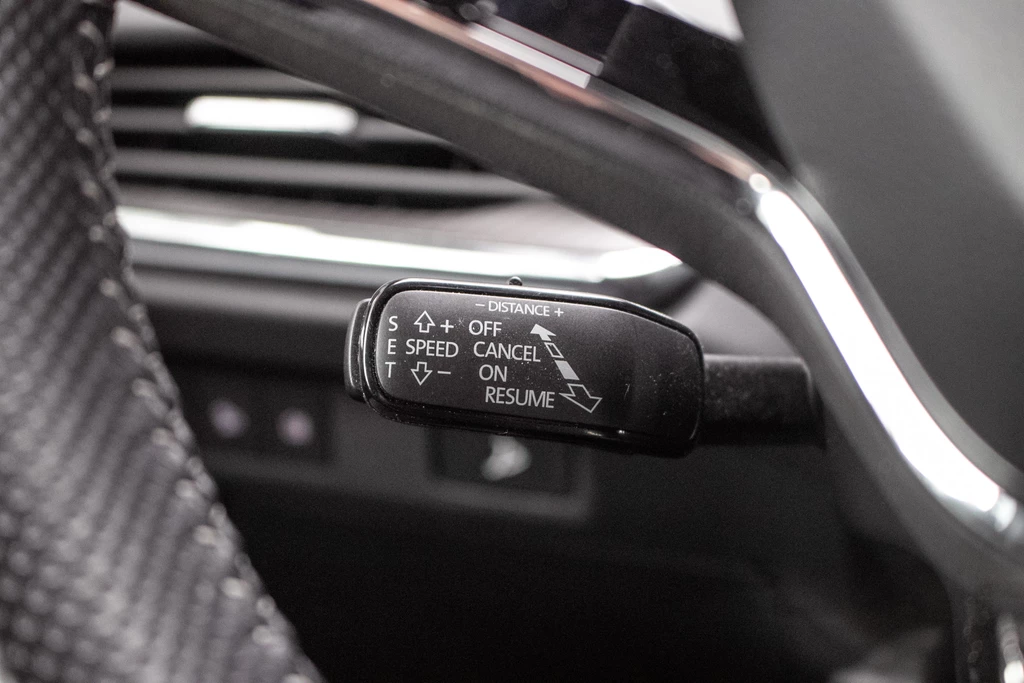 − DISTANCE +
S + OFF
E SPEED CANCEL
T − ON
RESUME